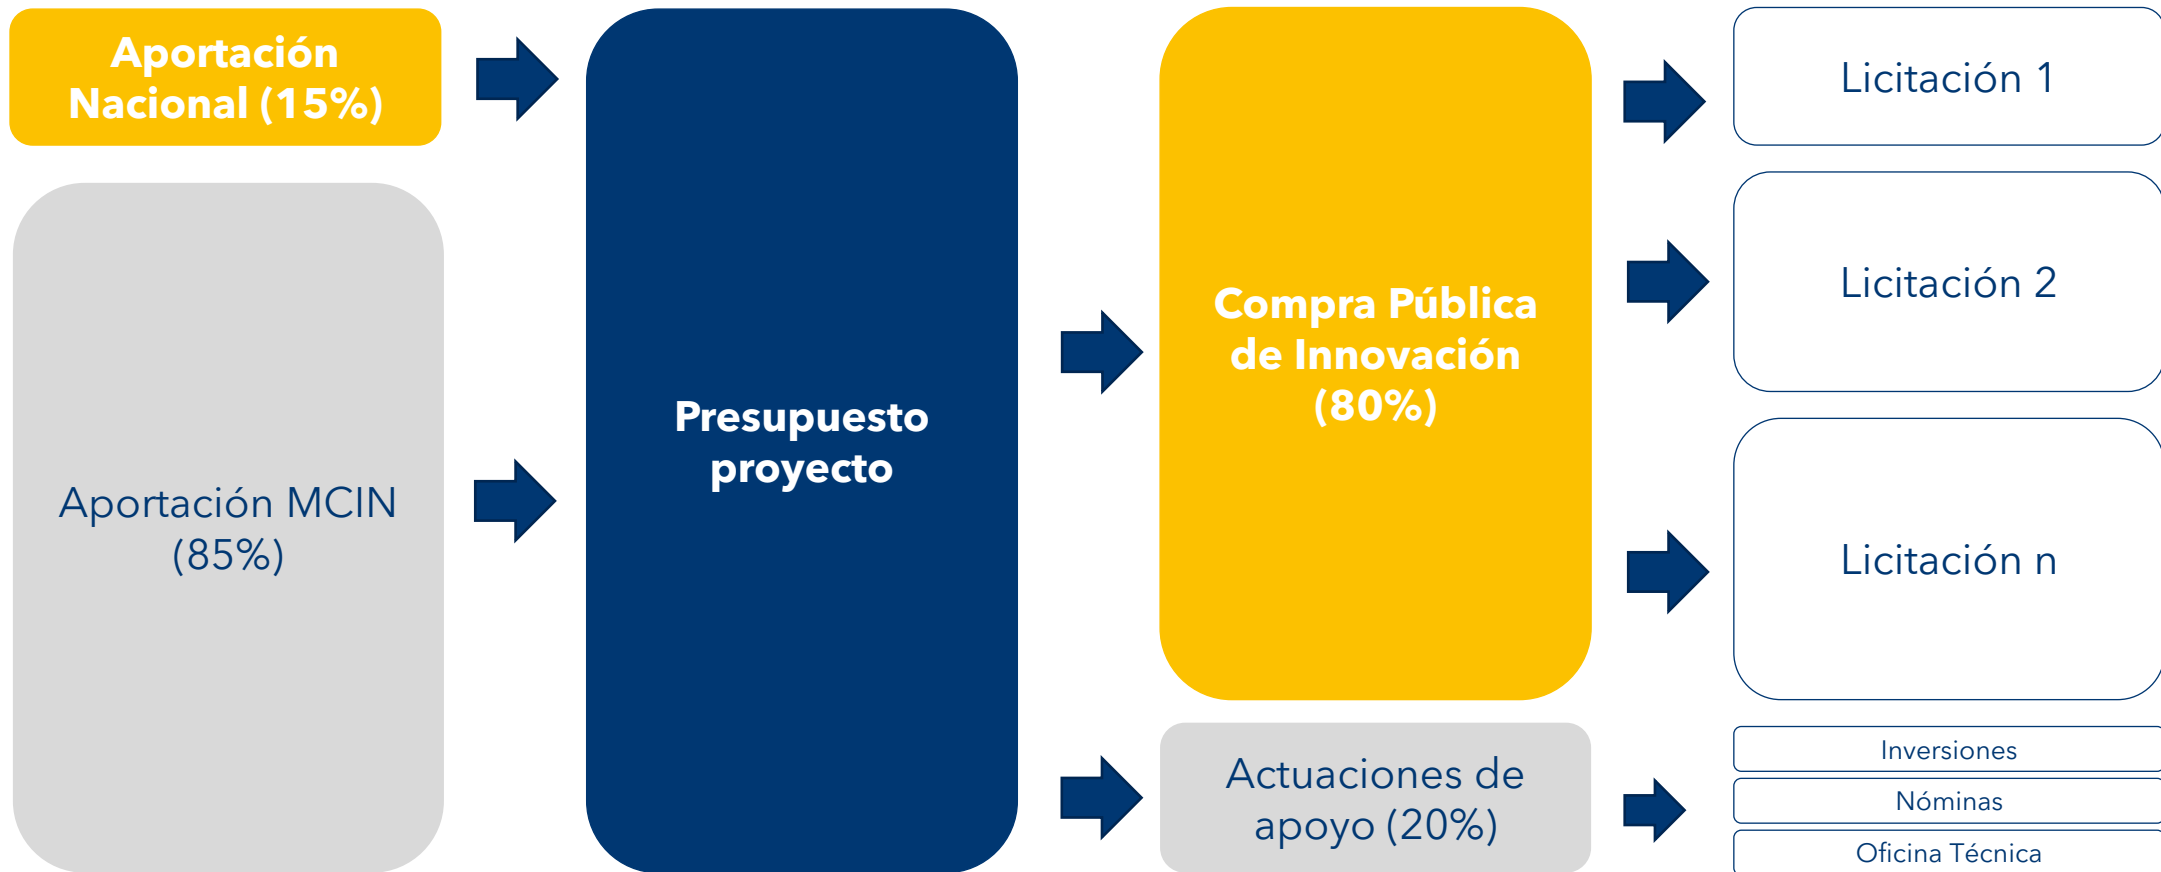 Aportación
Nacional (15%)
Aportación MCIN
(85%)
Presupuesto
proyecto
Compra Pública
de Innovación
(80%)
Actuaciones de
apoyo (20%)
Licitación 1
Licitación 2
Licitación n
Inversiones
Nóminas
Oficina Técnica